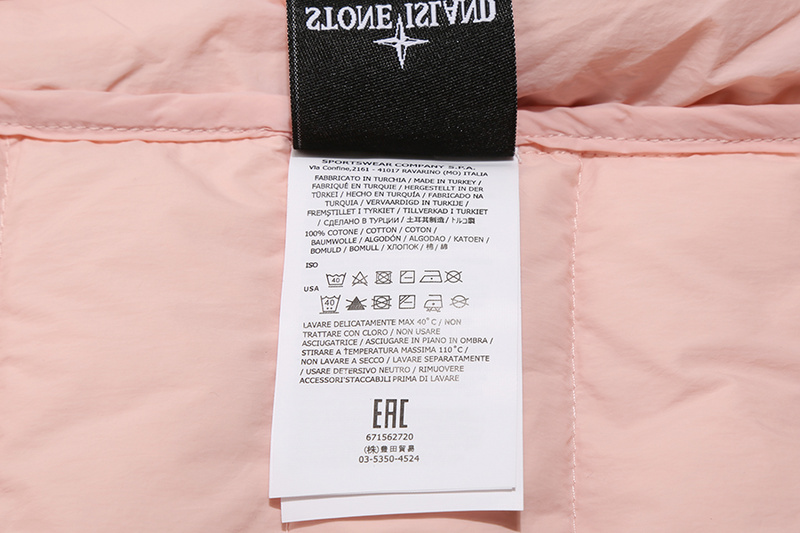 STONE ISLAND
SPORTSWEAR COMPANY S.P.A.
Via Confine,2161 - 41017 RAVARINO (MO) ITALIA
FABBRICATO IN TURCHIA / MADE IN TURKEY /
FABRIQUÉ EN TURQUIE / HERGESTELLT IN DER
TÜRKEI / HECHO EN TURQUÍA / FABRICADO NA
TURQUIA / VERVAARDIGD IN TURKIJE /
FREMSTILLET I TYRKIET / TILLVERKAD I TURKIET
/ СДЕЛАНО В ТУРЦИИ / 土耳其制造 / トルコ製
100% COTONE / COTTON / COTON /
BAUMWOLLE / ALGODÓN / ALGODAO / KATOEN /
BOMULD / BOMULL / ХЛОПОК / 棉 / 綿
ISO
40
USA
40
LAVARE DELICATAMENTE MAX 40°C / NON
TRATTARE CON CLORO / NON USARE
ASCIUGATRICE / ASCIUGARE IN PIANO IN OMBRA /
STIRARE A TEMPERATURA MASSIMA 110°C /
NON LAVARE A SECCO / LAVARE SEPARATAMENTE
/ USARE DETERSIVO NEUTRO / RIMUOVERE
ACCESSORI STACCABILI PRIMA DI LAVARE
EAC
671562720
(株)豊田貿易
03-5350-4524